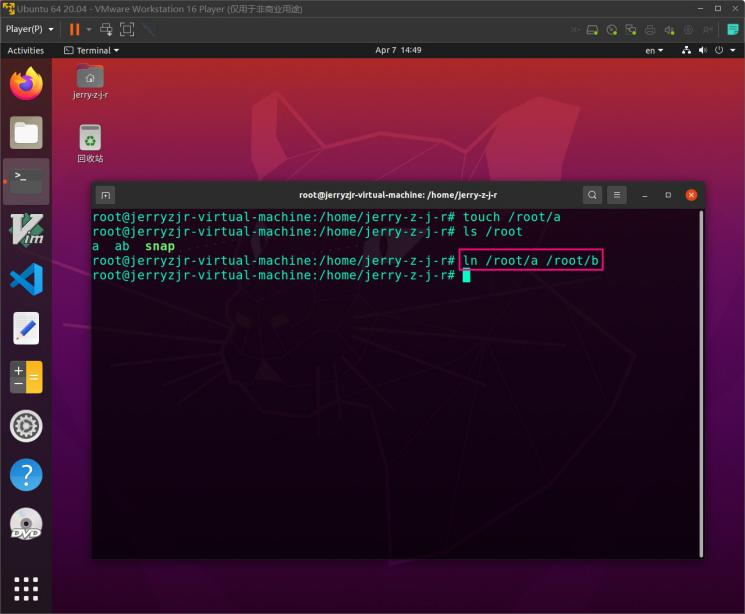 Ubuntu 64 20.04 - VMware Workstation 16 Player (仅用于非商业用途)
Player(P)
Activities
Terminal
Apr 7 14:49
en
jerry-z-j-r
回收站
root@jerryzjr-virtual-machine: /home/jerry-z-j-r
root@jerryzjr-virtual-machine:/home/jerry-z-j-r# touch /root/a
root@jerryzjr-virtual-machine:/home/jerry-z-j-r# ls /root
a ab snap
root@jerryzjr-virtual-machine:/home/jerry-z-j-r# ln /root/a /root/b
root@jerryzjr-virtual-machine:/home/jerry-z-j-r#
>_
Vim
?
DVD